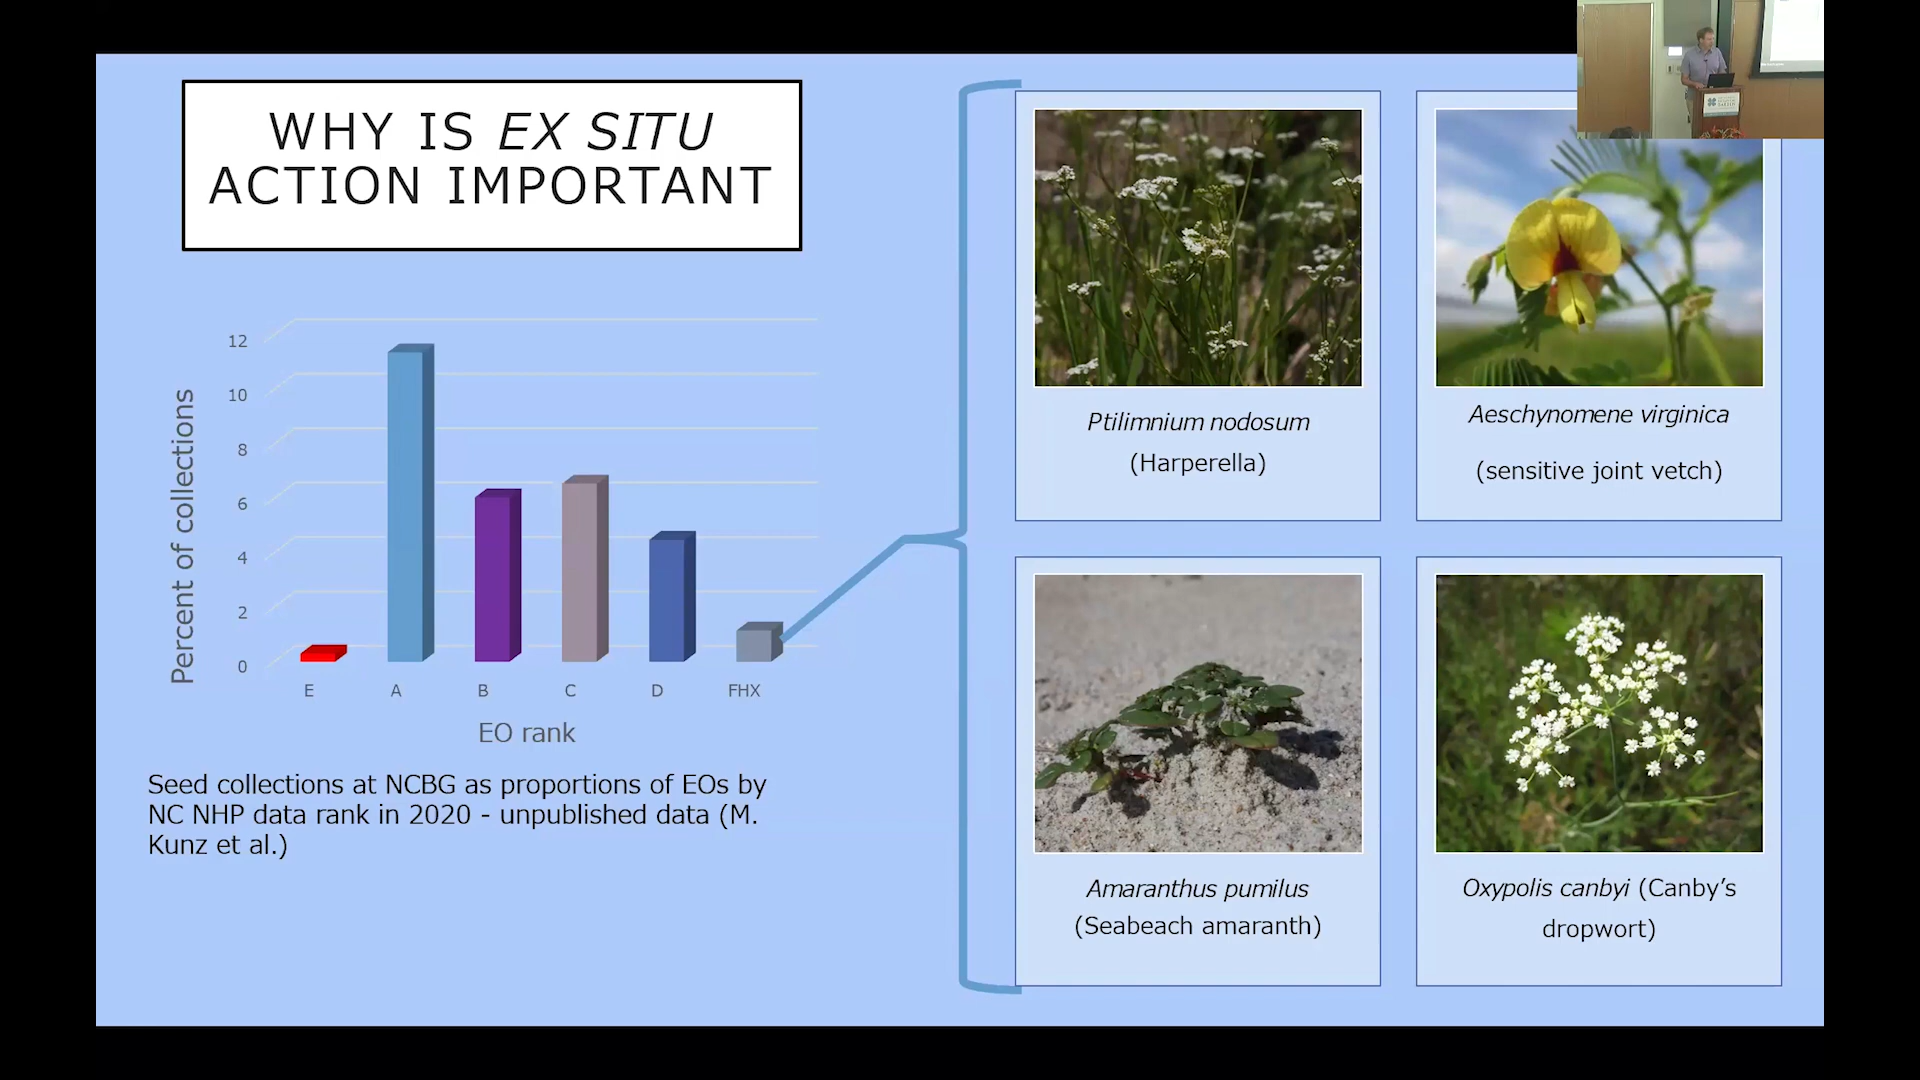 WHY IS EX SITU
ACTION IMPORTANT
12
10
8
6
4
2
0
Percent of collections
E A B C D FHX
EO rank
Seed collections at NCBG as proportions of EOs by
NC NHP data rank in 2020 - unpublished data (M.
Kunz et al.)
Ptilimnium nodosum
(Harperella)
Aeschynomene virginica
(sensitive joint vetch)
Amaranthus pumilus
(Seabeach amaranth)
Oxypolis canbyi (Canby’s
dropwort)